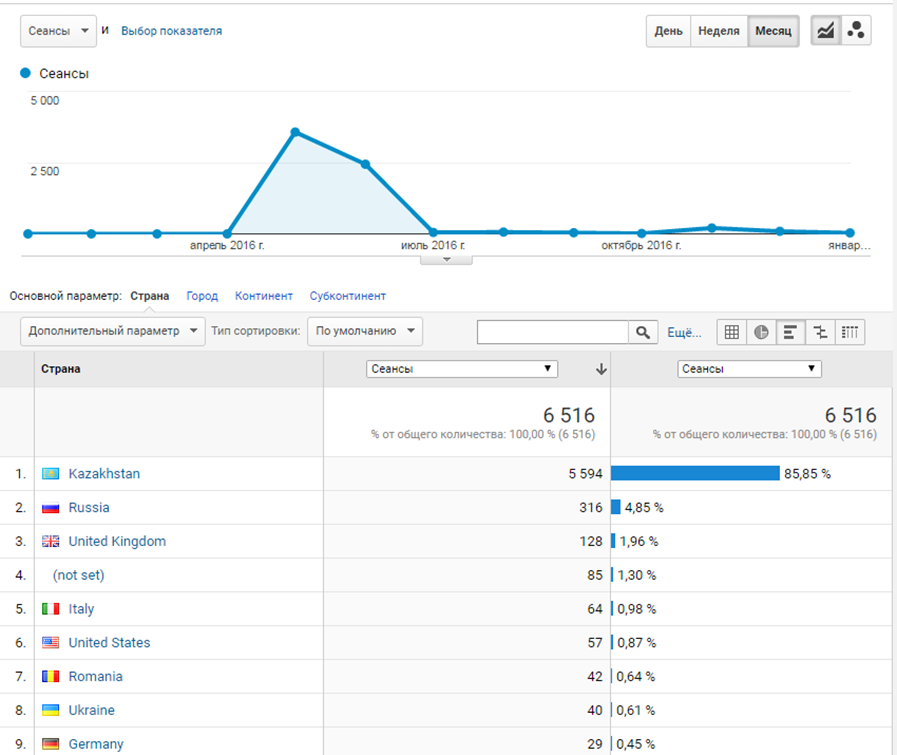 Сеансы И Выбор показателя День Неделя Месяц
Сеансы
5 000
2 500
апрель 2016 г. июль 2016 г. октябрь 2016 г. январ...
Основной параметр: Страна Город Континент Субконтинент
Дополнительный параметр Тип сортировки: По умолчанию Ещё...
Страна Сеансы Сеансы
6 516 6 516
% от общего количества: 100,00 % (6 516) % от общего количества: 100,00 % (6 516)
1. Kazakhstan 5 594 85,85 %
2. Russia 316 4,85 %
3. United Kingdom 128 1,96 %
4. (not set) 85 1,30 %
5. Italy 64 0,98 %
6. United States 57 0,87 %
7. Romania 42 0,64 %
8. Ukraine 40 0,61 %
9. Germany 29 0,45 %